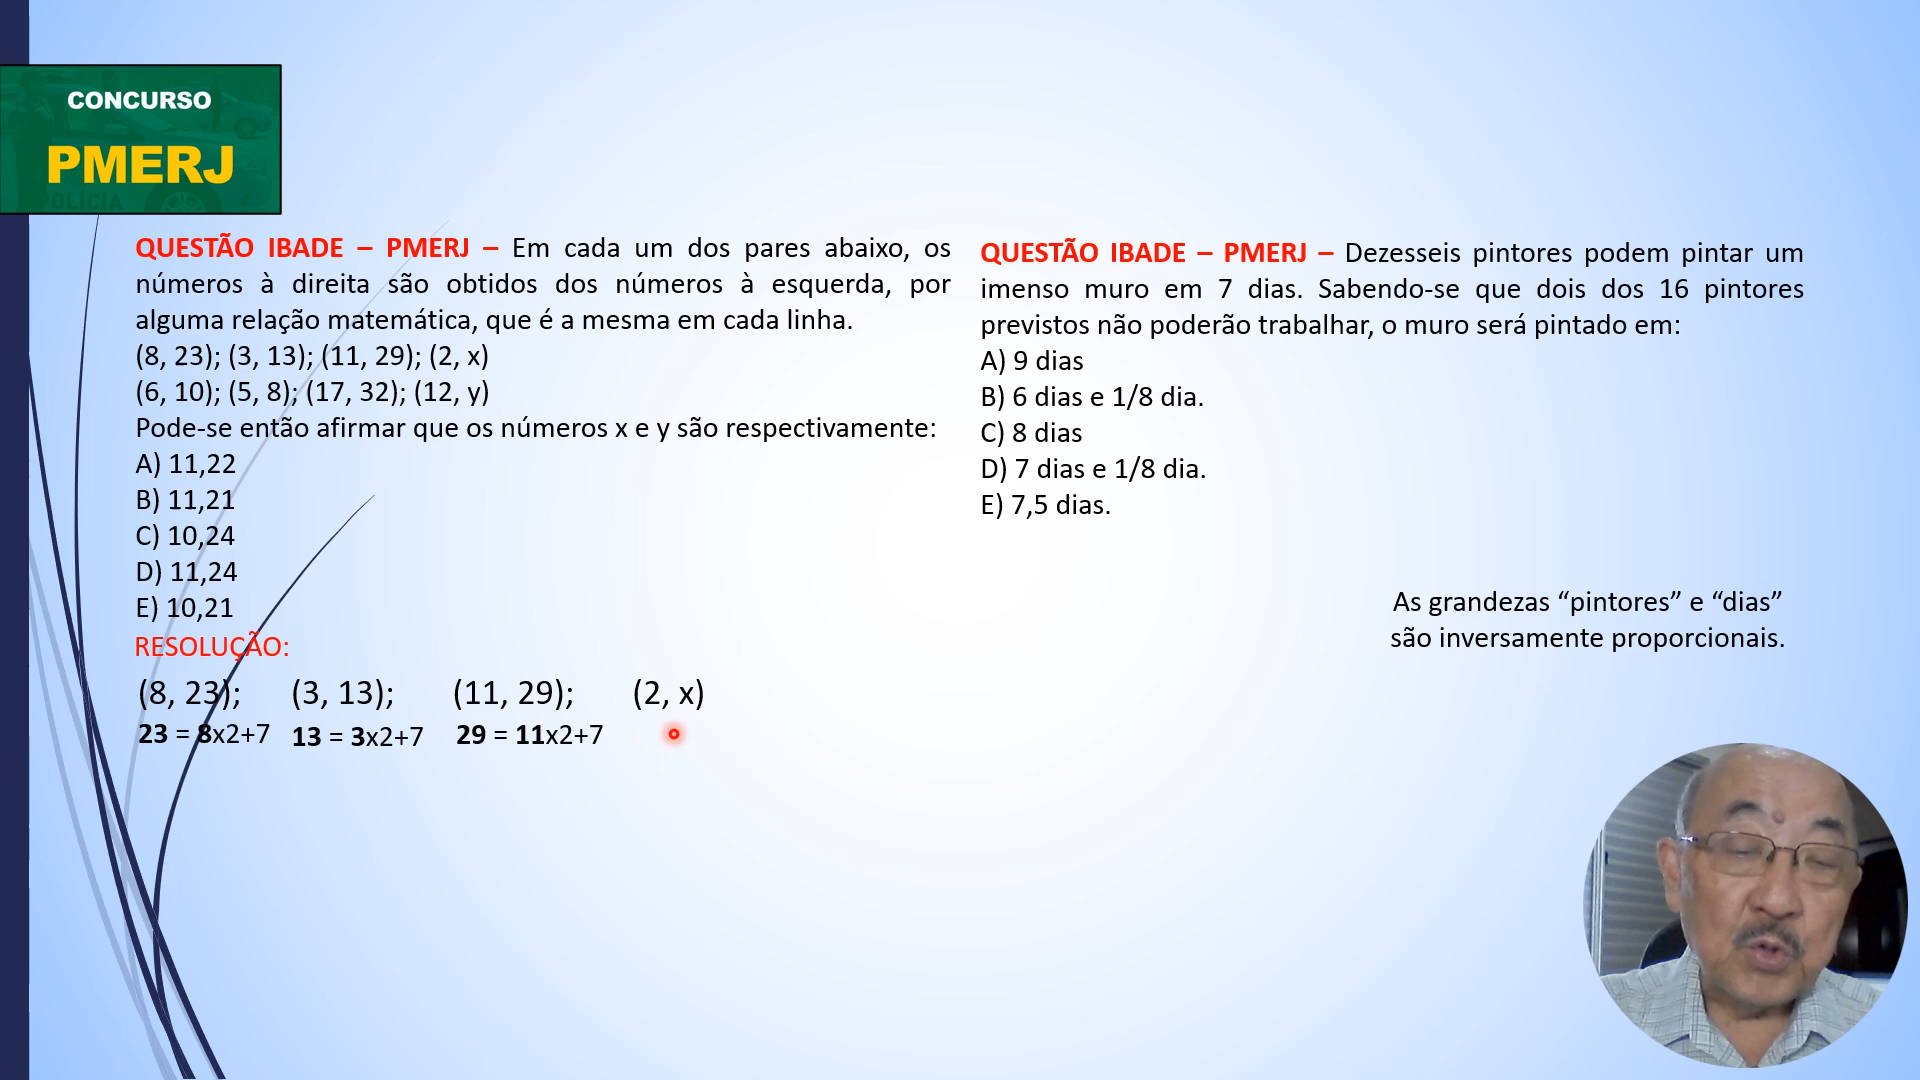 CONCURSO
PMERJ
POLÍCIA
QUESTÃO IBADE – PMERJ – Em cada um dos pares abaixo, os
números à direita são obtidos dos números à esquerda, por
alguma relação matemática, que é a mesma em cada linha.
(8, 23); (3, 13); (11, 29); (2, x)
(6, 10); (5, 8); (17, 32); (12, y)
Pode-se então afirmar que os números x e y são respectivamente:
A) 11,22
B) 11,21
C) 10,24
D) 11,24
E) 10,21
RESOLUÇÃO:
(8, 23); (3, 13); (11, 29); (2, x)
23 = 8x2+7 13 = 3x2+7 29 = 11x2+7
QUESTÃO IBADE – PMERJ – Dezesseis pintores podem pintar um
imenso muro em 7 dias. Sabendo-se que dois dos 16 pintores
previstos não poderão trabalhar, o muro será pintado em:
A) 9 dias
B) 6 dias e 1/8 dia.
C) 8 dias
D) 7 dias e 1/8 dia.
E) 7,5 dias.
As grandezas “pintores” e “dias”
são inversamente proporcionais.